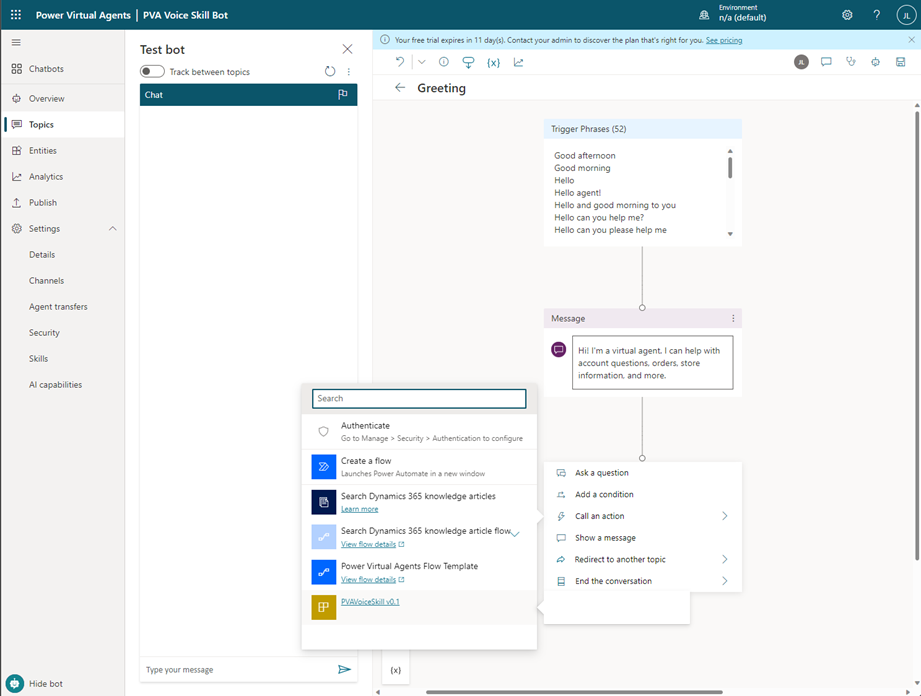 Power Virtual Agents | PVA Voice Skill Bot
Environment
n/a (default)
?
JL
Chatbots
Overview
Topics
Entities
Analytics
Publish
Settings
Details
Channels
Agent transfers
Security
Skills
AI capabilities
Hide bot
Test bot
Track between topics
Chat
Type your message
Your free trial expires in 11 day(s). Contact your admin to discover the plan that's right for you. See pricing
{x}
JL
Greeting
Trigger Phrases (52)
Good afternoon
Good morning
Hello
Hello agent!
Hello and good morning to you
Hello can you help me?
Hello can you please help me
Message
Hi! I'm a virtual agent. I can help with
account questions, orders, store
information, and more.
Search
Authenticate
Go to Manage > Security > Authentication to configure
Create a flow
Launches Power Automate in a new window
Search Dynamics 365 knowledge articles
Learn more
Search Dynamics 365 knowledge article flow
View flow details
Power Virtual Agents Flow Template
View flow details
PVAVoiceSkill v0.1
Ask a question
Add a condition
Call an action
Show a message
Redirect to another topic
End the conversation
{x}